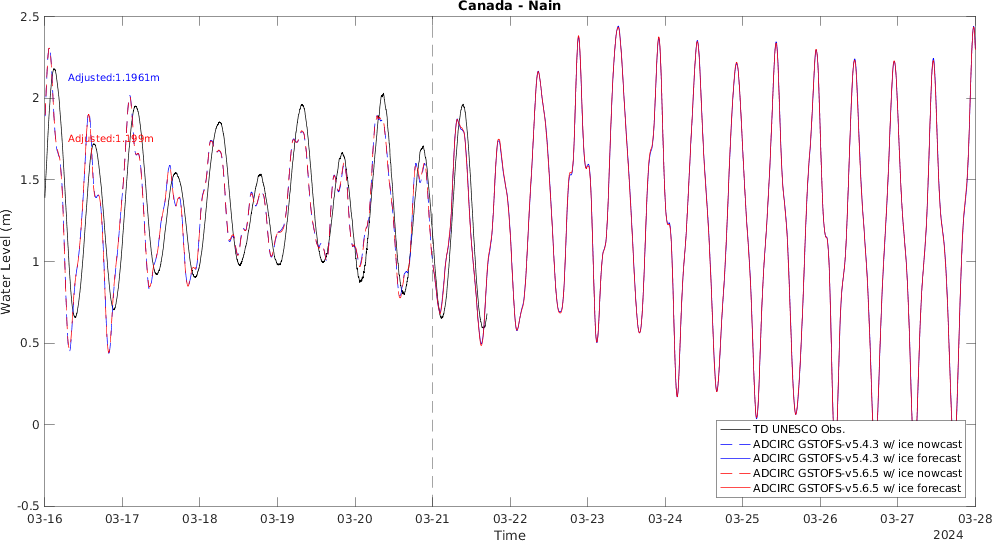 Canada - Nain
2.5
2
1.5
1
0.5
0
-0.5
Water Level (m)
Adjusted:1.1961m
Adjusted:1.199m
TD UNESCO Obs.
ADCIRC GSTOFS-v5.4.3 w/ ice nowcast
ADCIRC GSTOFS-v5.4.3 w/ ice forecast
ADCIRC GSTOFS-v5.6.5 w/ ice nowcast
ADCIRC GSTOFS-v5.6.5 w/ ice forecast
03-16 03-17 03-18 03-19 03-20 03-21 03-22 03-23 03-24 03-25 03-26 03-27 03-28
Time
2024